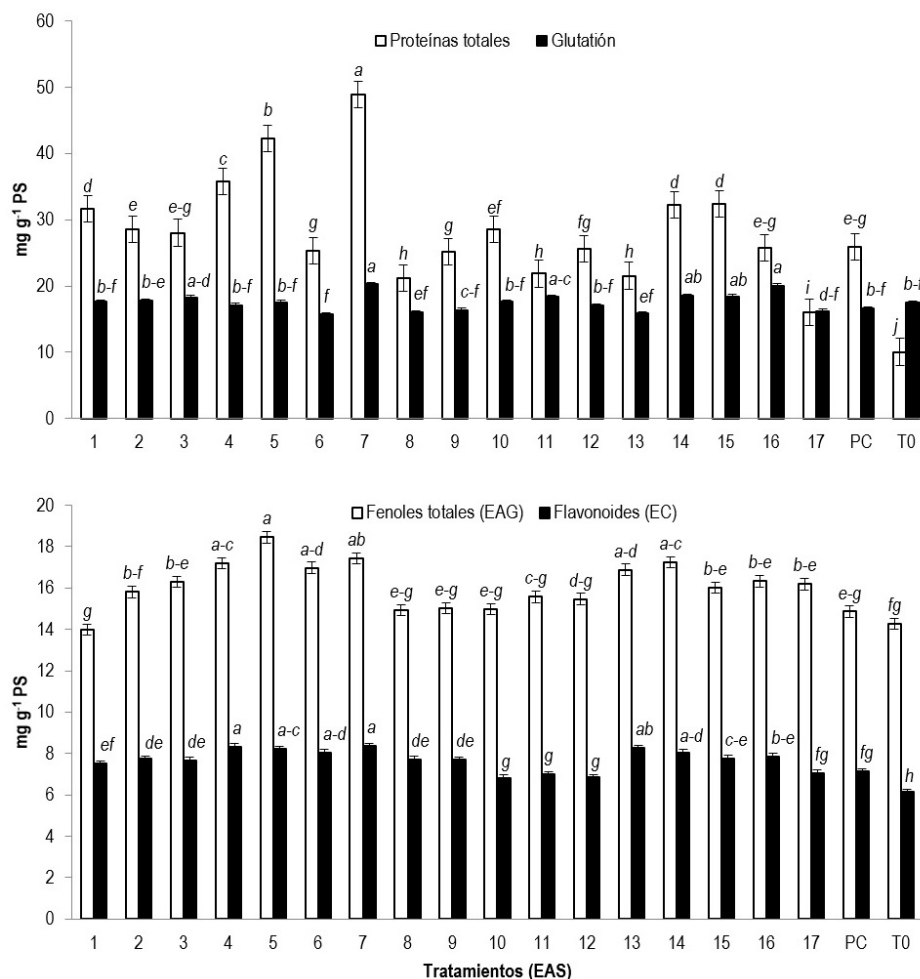 60
50
40
30
20
10
0
mg g⁻¹ PS
Proteínas totales Glutatión
d e e-g c b g a h g ef h fg h d d e-g i e-g j
b-f b-e a-d b-f b-f f a ef c-f b-f a-c b-f ef ab ab a d-f b-f b-f
1 2 3 4 5 6 7 8 9 10 11 12 13 14 15 16 17 PC T0
20
18
16
14
12
10
8
6
4
2
0
mg g⁻¹ PS
Fenoles totales (EAG) Flavonoides (EC)
g b-f b-e a-c a a-d ab e-g e-g e-g c-g d-g a-d a-c b-e b-e b-e e-g fg
ef de de a a-c a-d a de de g g g ab a-d c-e b-e fg fg h
1 2 3 4 5 6 7 8 9 10 11 12 13 14 15 16 17 PC T0
Tratamientos (EAS)